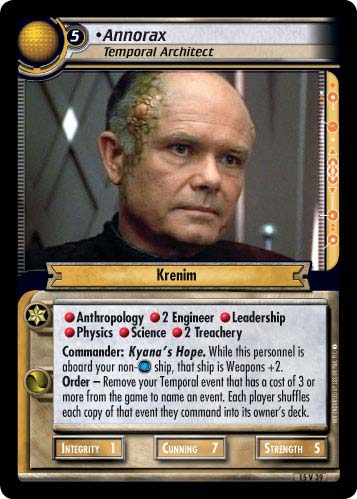 5 •Annorax
Temporal Architect
Krenim
•Anthropology •2 Engineer •Leadership
•Physics •Science •2 Treachery
Commander: Kyana's Hope. While this personnel
is aboard your non- ship, that ship is Weapons +2.
Order – Remove your Temporal event that has a cost of 3 or
more from the game to name an event. Each player shuffles
each copy of that event they command into its owner's deck.
Integrity 1 Cunning 7 Strength 5
15 V 39